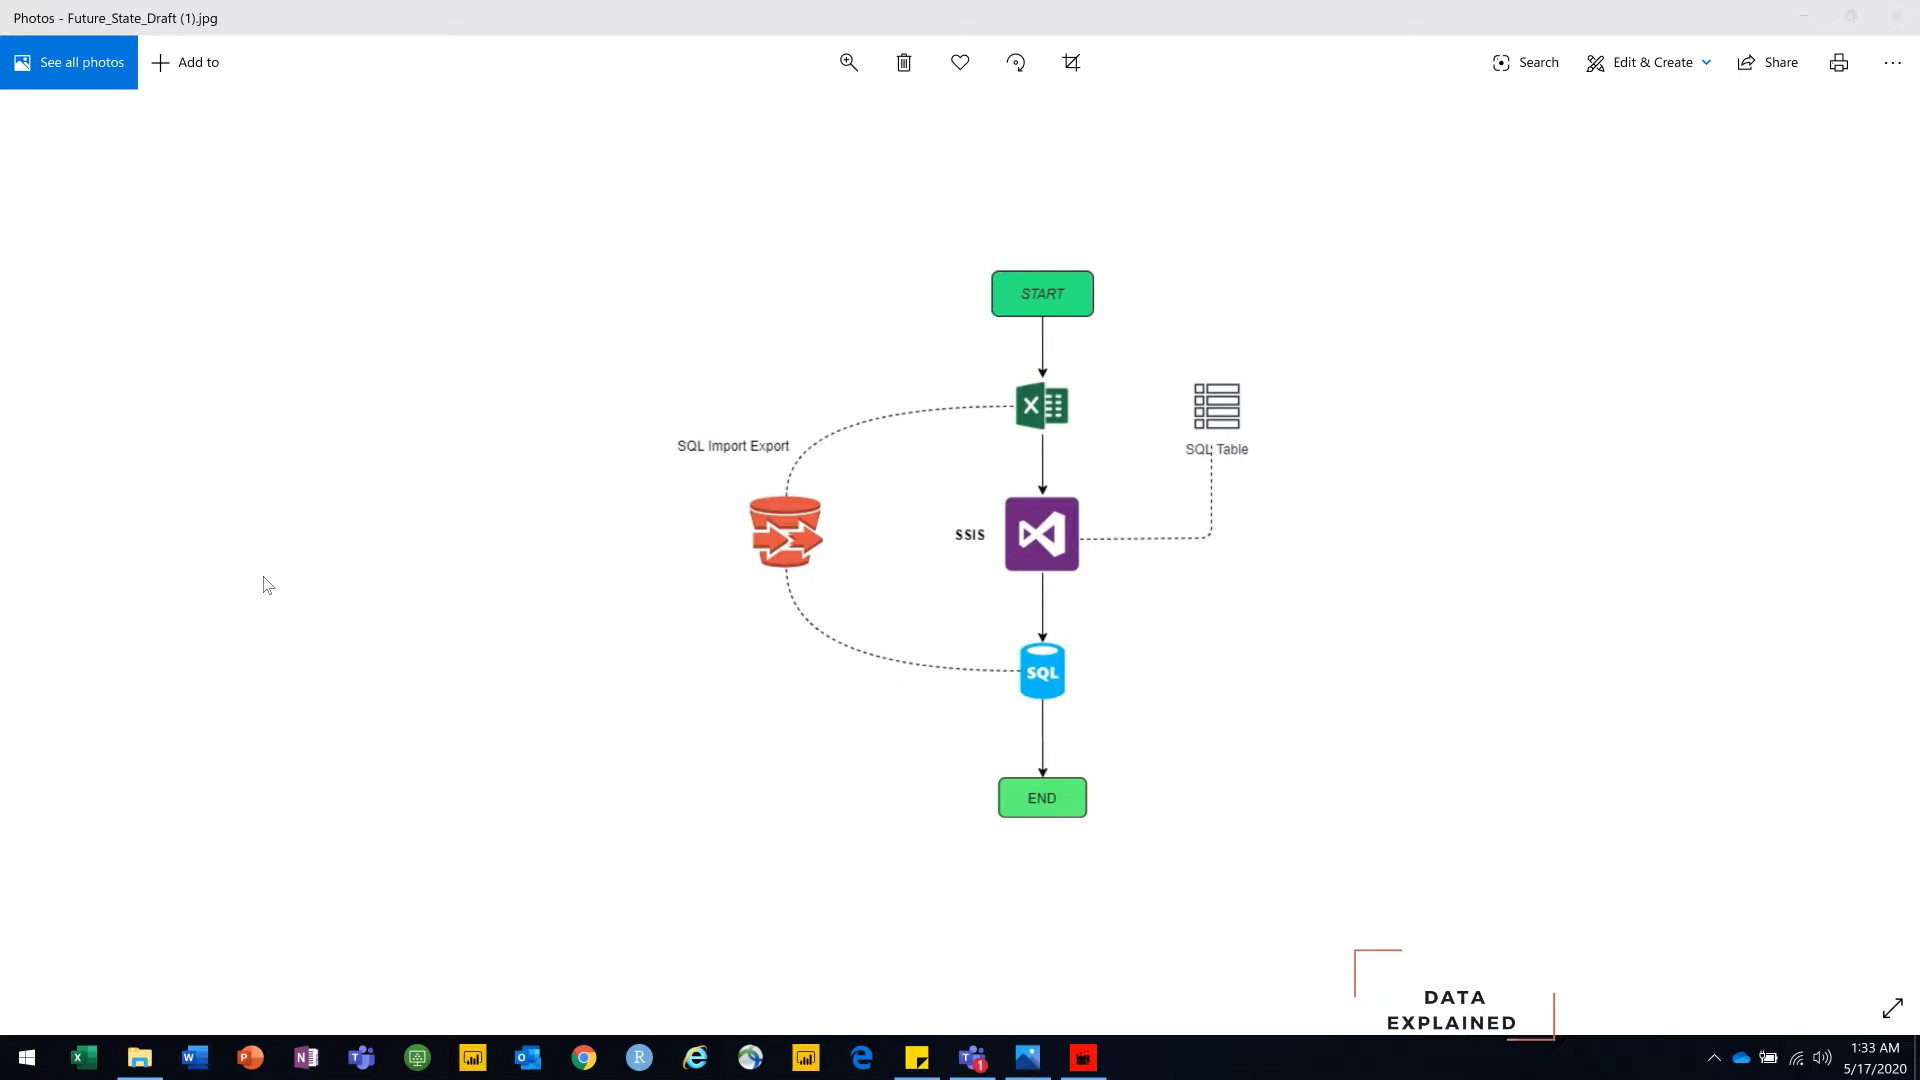 Photos - Future_State_Draft (1).jpg
See all photos
Add to
Search
Edit & Create
Share
START
SQL Import Export
SQL Table
SSIS
SQL
END
DATA
EXPLAINED
1:33 AM
5/17/2020